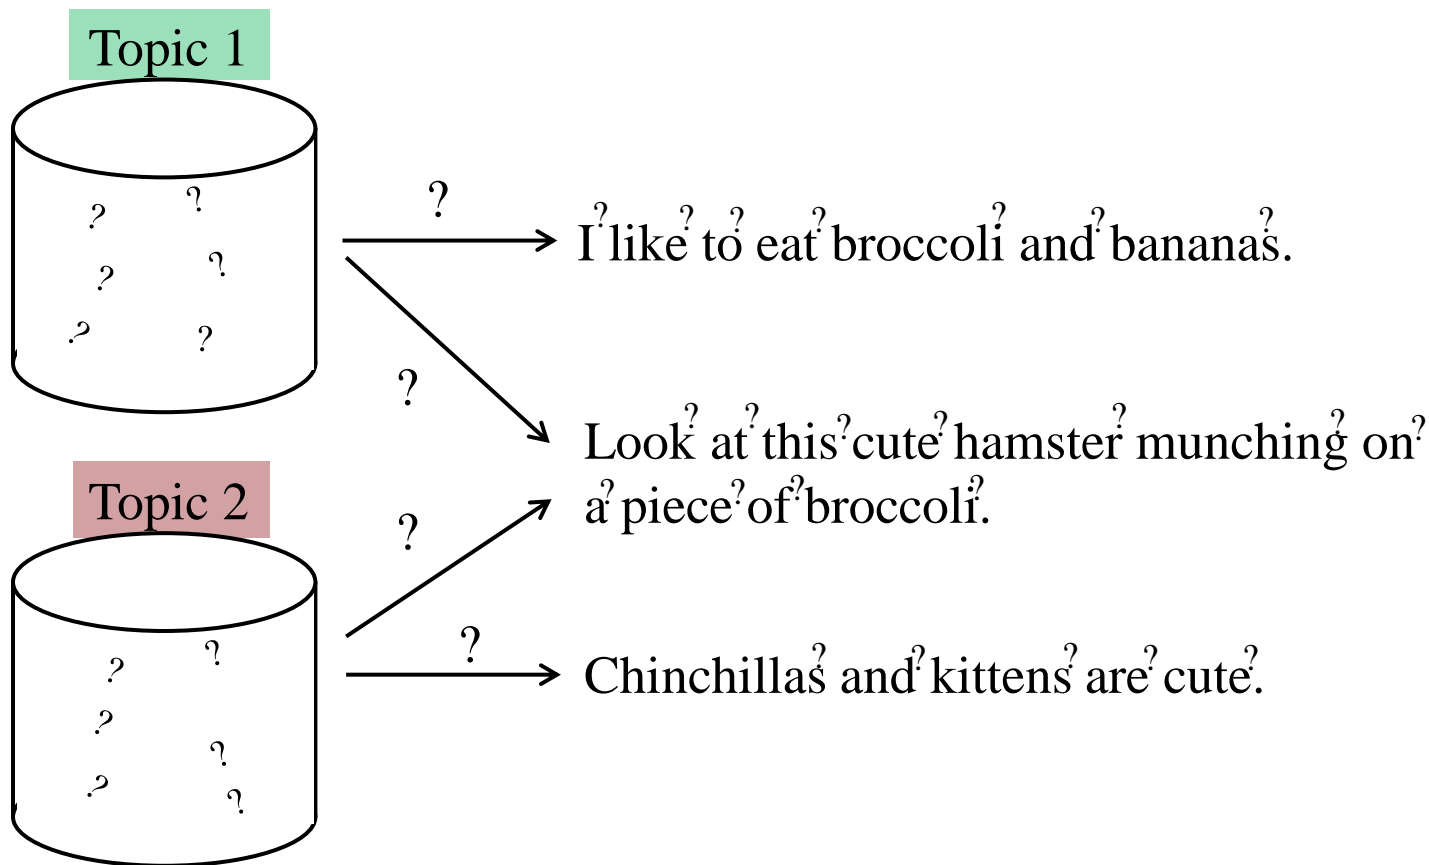 Topic 1
? ?
? ?
? ?
?
I? like? to? eat? broccoli? and? bananas?.
?
Look? at? this? cute? hamster? munching? on?
a? piece? of? broccoli?.
Topic 2
?
? ?
? ?
? ?
?
Chinchillas? and? kittens? are? cute?.